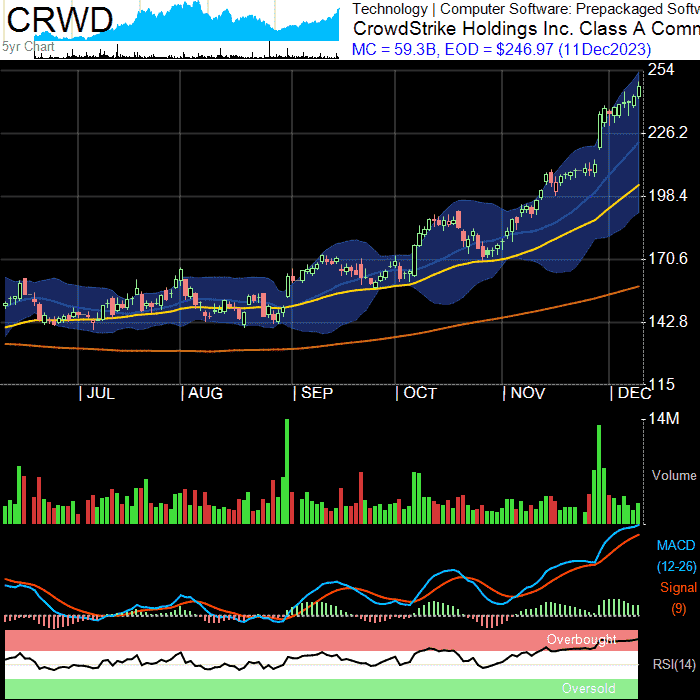 CRWD
5yr Chart
Technology | Computer Software: Prepackaged Softw
CrowdStrike Holdings Inc. Class A Comm
MC = 59.3B, EOD = $246.97 (11Dec2023)
254
226.2
198.4
170.6
142.8
115
| JUL | AUG | SEP | OCT | NOV | DEC
14M
Volume
MACD
(12-26)
Signal
(9)
Overbought
RSI(14)
Oversold